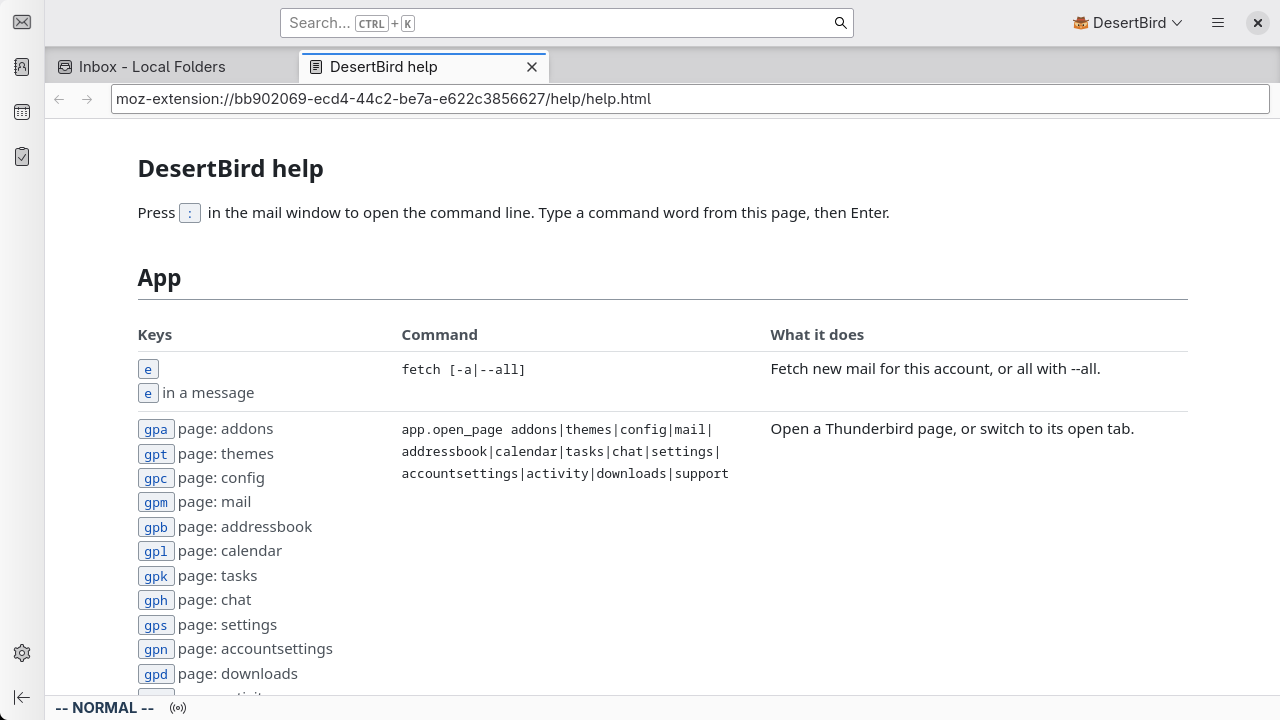 Search... CTRL + K
DesertBird
Inbox - Local Folders
DesertBird help
moz-extension://bb902069-ecd4-44c2-be7a-e622c3856627/help/help.html
DesertBird help
Press : in the mail window to open the command line. Type a command word from this page, then Enter.
App
Keys Command What it does
e fetch [-a|--all] Fetch new mail for this account, or all with --all.
e in a message
gpa page: addons app.open_page addons|themes|config|mail| Open a Thunderbird page, or switch to its open tab.
gpt page: themes addressbook|calendar|tasks|chat|settings|
gpc page: config accountsettings|activity|downloads|support
gpm page: mail
gpb page: addressbook
gpl page: calendar
gpk page: tasks
gph page: chat
gps page: settings
gpn page: accountsettings
gpd page: downloads
-- NORMAL --